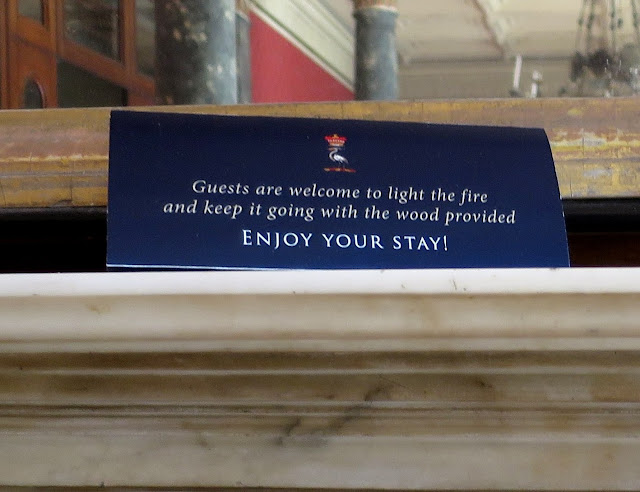 Guests are welcome to light the fire
and keep it going with the wood provided
ENJOY YOUR STAY!